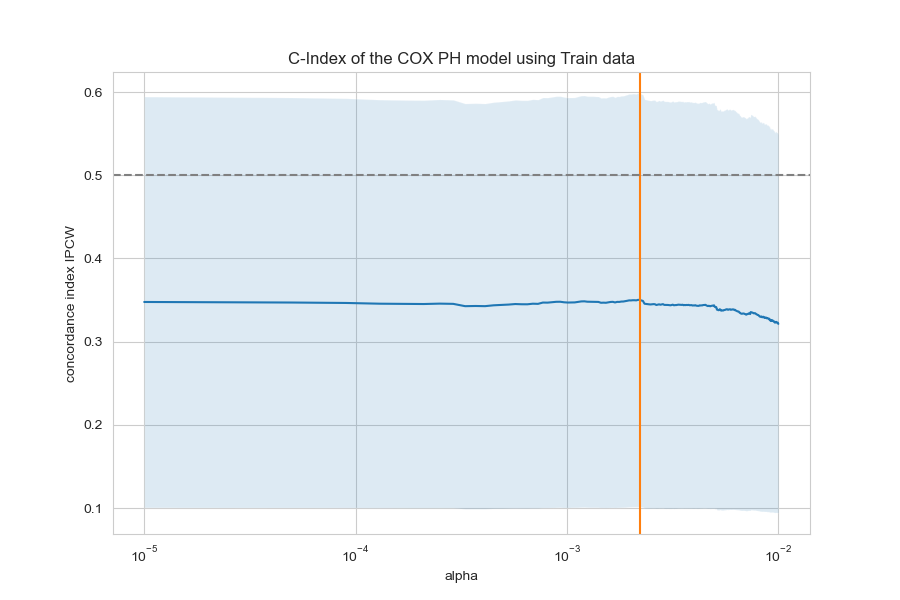 C-Index of the COX PH model using Train data
concordance index IPCW
0.6
0.5
0.4
0.3
0.2
0.1
10⁻⁵ 10⁻⁴ 10⁻³ 10⁻²
alpha